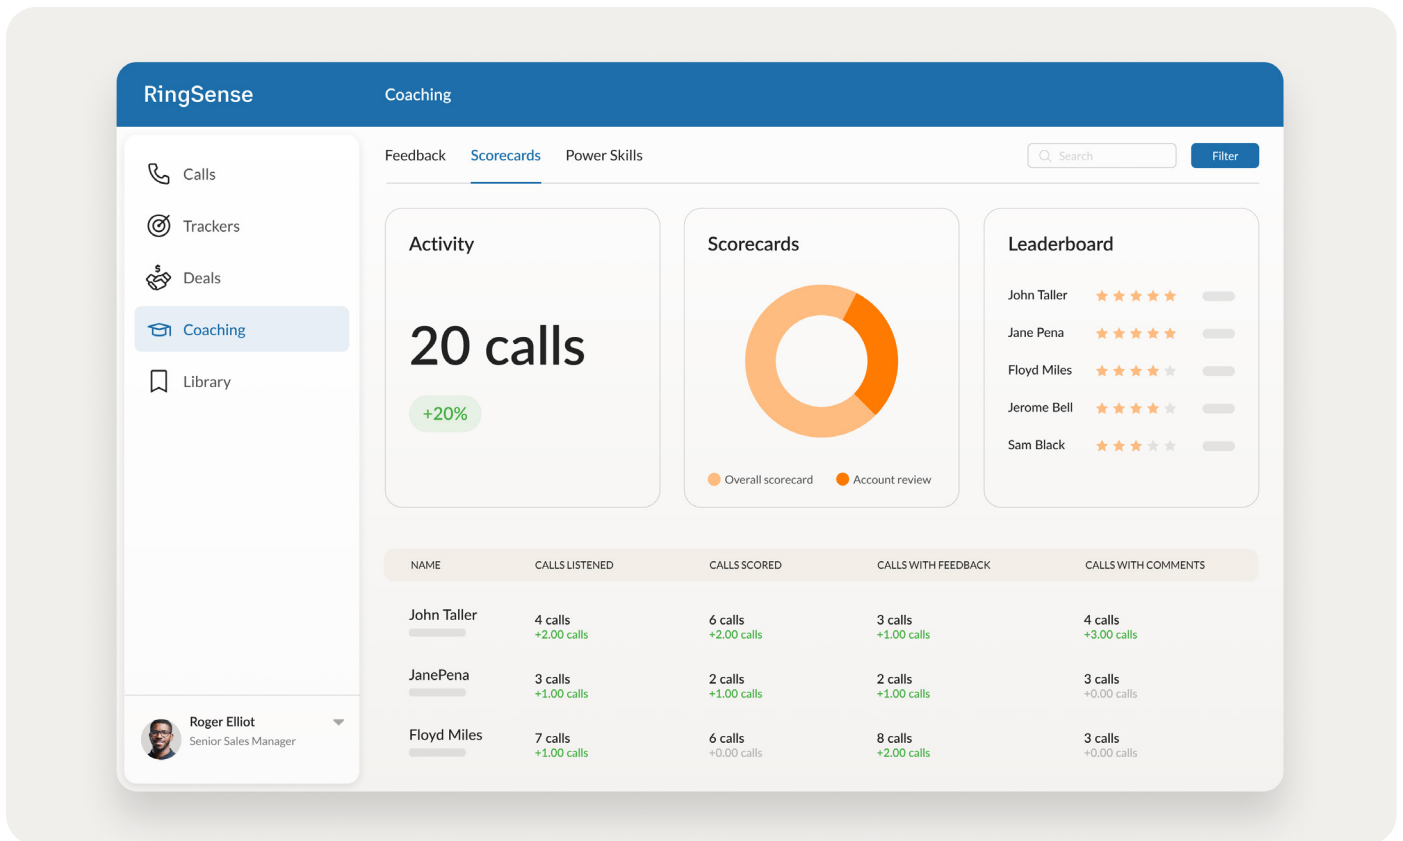 RingSense
Coaching
Calls
Trackers
Deals
Coaching
Library
Roger Elliot
Senior Sales Manager
Feedback Scorecards Power Skills
Search
Filter
Activity
20 calls
+20%
Scorecards
Overall scorecard Account review
Leaderboard
John Taller
Jane Pena
Floyd Miles
Jerome Bell
Sam Black
NAME CALLS LISTENED CALLS SCORED CALLS WITH FEEDBACK CALLS WITH COMMENTS
John Taller 4 calls 6 calls 3 calls 4 calls
+2.00 calls +2.00 calls +1.00 calls +3.00 calls
JanePena 3 calls 2 calls 2 calls 3 calls
+1.00 calls +1.00 calls +1.00 calls +0.00 calls
Floyd Miles 7 calls 6 calls 8 calls 3 calls
+1.00 calls +0.00 calls +2.00 calls +0.00 calls